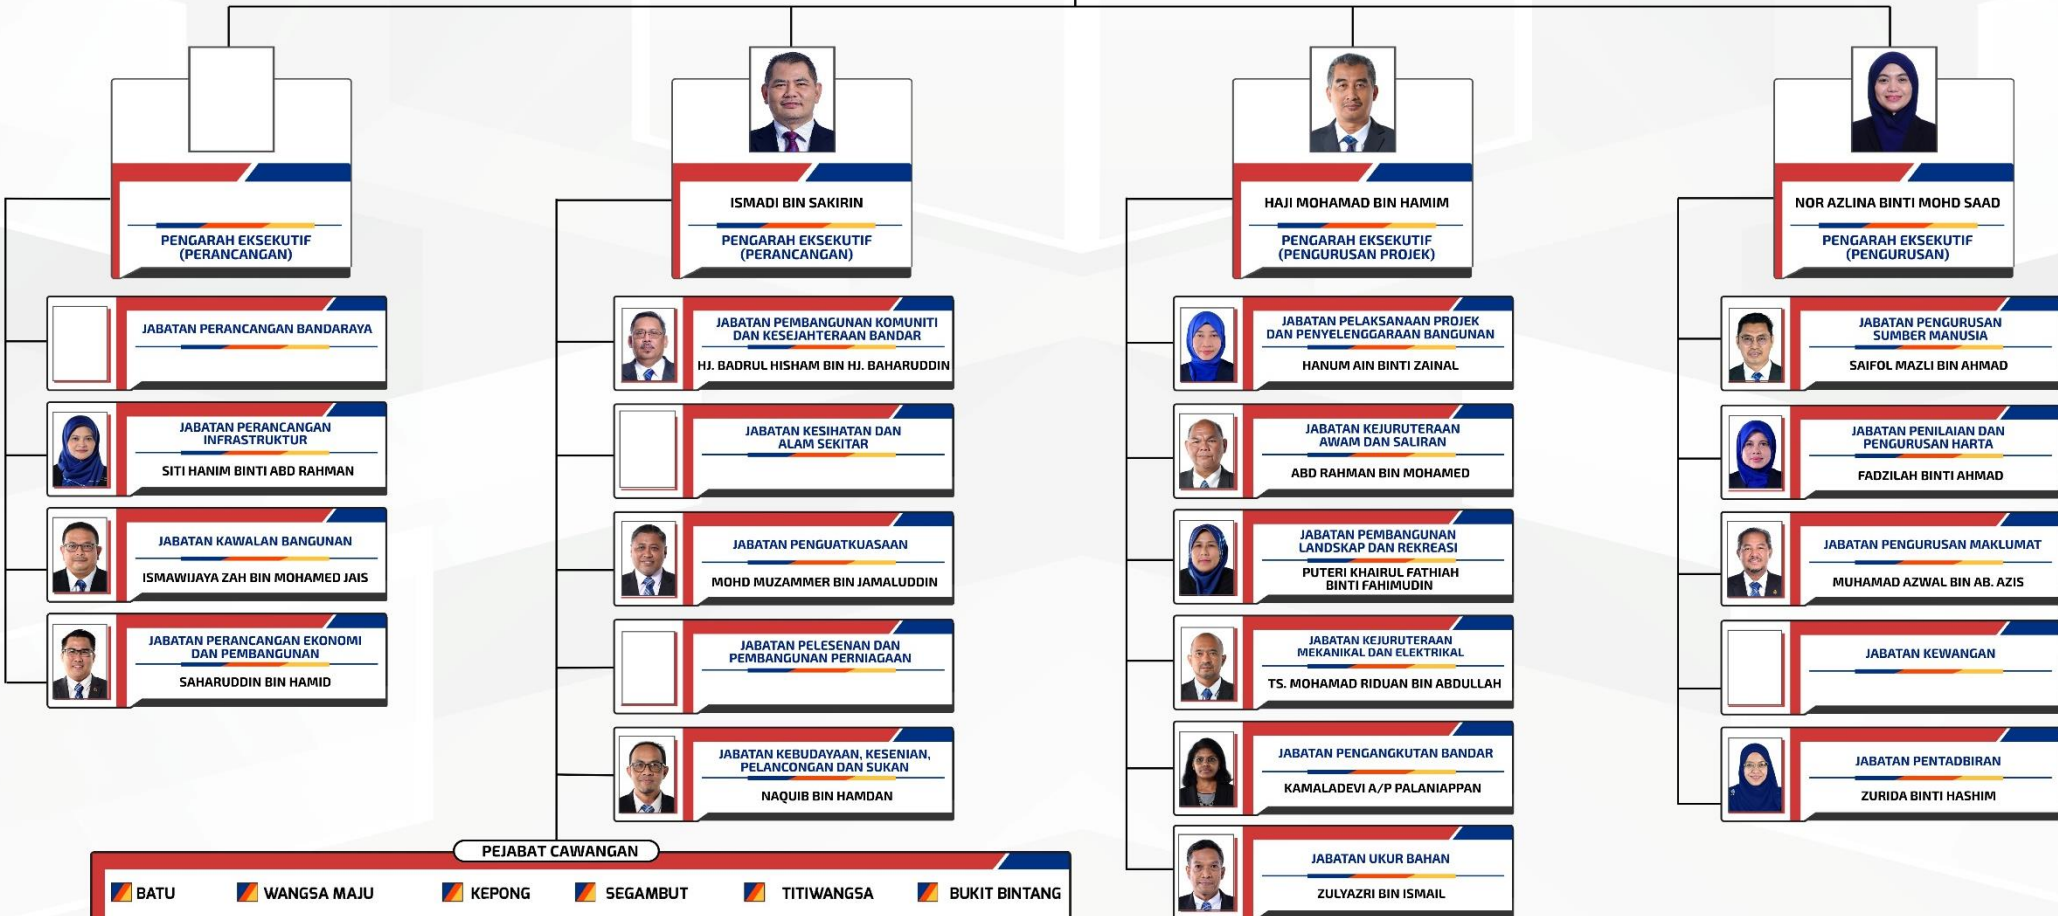 PENGARAH EKSEKUTIF
(PERANCANGAN)
JABATAN PERANCANGAN BANDARAYA
JABATAN PERANCANGAN
INFRASTRUKTUR
SITI HANIM BINTI ABD RAHMAN
JABATAN KAWALAN BANGUNAN
ISMAWIJAYA ZAH BIN MOHAMED JAIS
JABATAN PERANCANGAN EKONOMI
DAN PEMBANGUNAN
SAHARUDDIN BIN HAMID
ISMADI BIN SAKIRIN
PENGARAH EKSEKUTIF
(PERANCANGAN)
JABATAN PEMBANGUNAN KOMUNITI
DAN KESEJAHTERAAN BANDAR
HJ. BADRUL HISHAM BIN HJ. BAHARUDDIN
JABATAN KESIHATAN DAN
ALAM SEKITAR
JABATAN PENGUATKUASAAN
MOHD MUZAMMER BIN JAMALUDDIN
JABATAN PELESENAN DAN
PEMBANGUNAN PERNIAGAAN
JABATAN KEBUDAYAAN, KESENIAN,
PELANCONGAN DAN SUKAN
NAQUIB BIN HAMDAN
PEJABAT CAWANGAN
BATU
WANGSA MAJU
KEPONG
SEGAMBUT
TITIWANGSA
BUKIT BINTANG
HAJI MOHAMAD BIN HAMIM
PENGARAH EKSEKUTIF
(PENGURUSAN PROJEK)
JABATAN PELAKSANAAN PROJEK
DAN PENYELENGGARAAN BANGUNAN
HANUM AIN BINTI ZAINAL
JABATAN KEJURUTERAAN
AWAM DAN SALIRAN
ABD RAHMAN BIN MOHAMED
JABATAN PEMBANGUNAN
LANDSKAP DAN REKREASI
PUTERI KHAIRUL FATHIAH
BINTI FAHIMUDIN
JABATAN KEJURUTERAAN
MEKANIKAL DAN ELEKTRIKAL
TS. MOHAMAD RIDUAN BIN ABDULLAH
JABATAN PENGANGKUTAN BANDAR
KAMALADEVI A/P PALANIAPPAN
JABATAN UKUR BAHAN
ZULYAZRI BIN ISMAIL
NOR AZLINA BINTI MOHD SAAD
PENGARAH EKSEKUTIF
(PENGURUSAN)
JABATAN PENGURUSAN
SUMBER MANUSIA
SAIFOL MAZLI BIN AHMAD
JABATAN PENILAIAN DAN
PENGURUSAN HARTA
FADZILAH BINTI AHMAD
JABATAN PENGURUSAN MAKLUMAT
MUHAMAD AZWAL BIN AB. AZIS
JABATAN KEWANGAN
JABATAN PENTADBIRAN
ZURIDA BINTI HASHIM